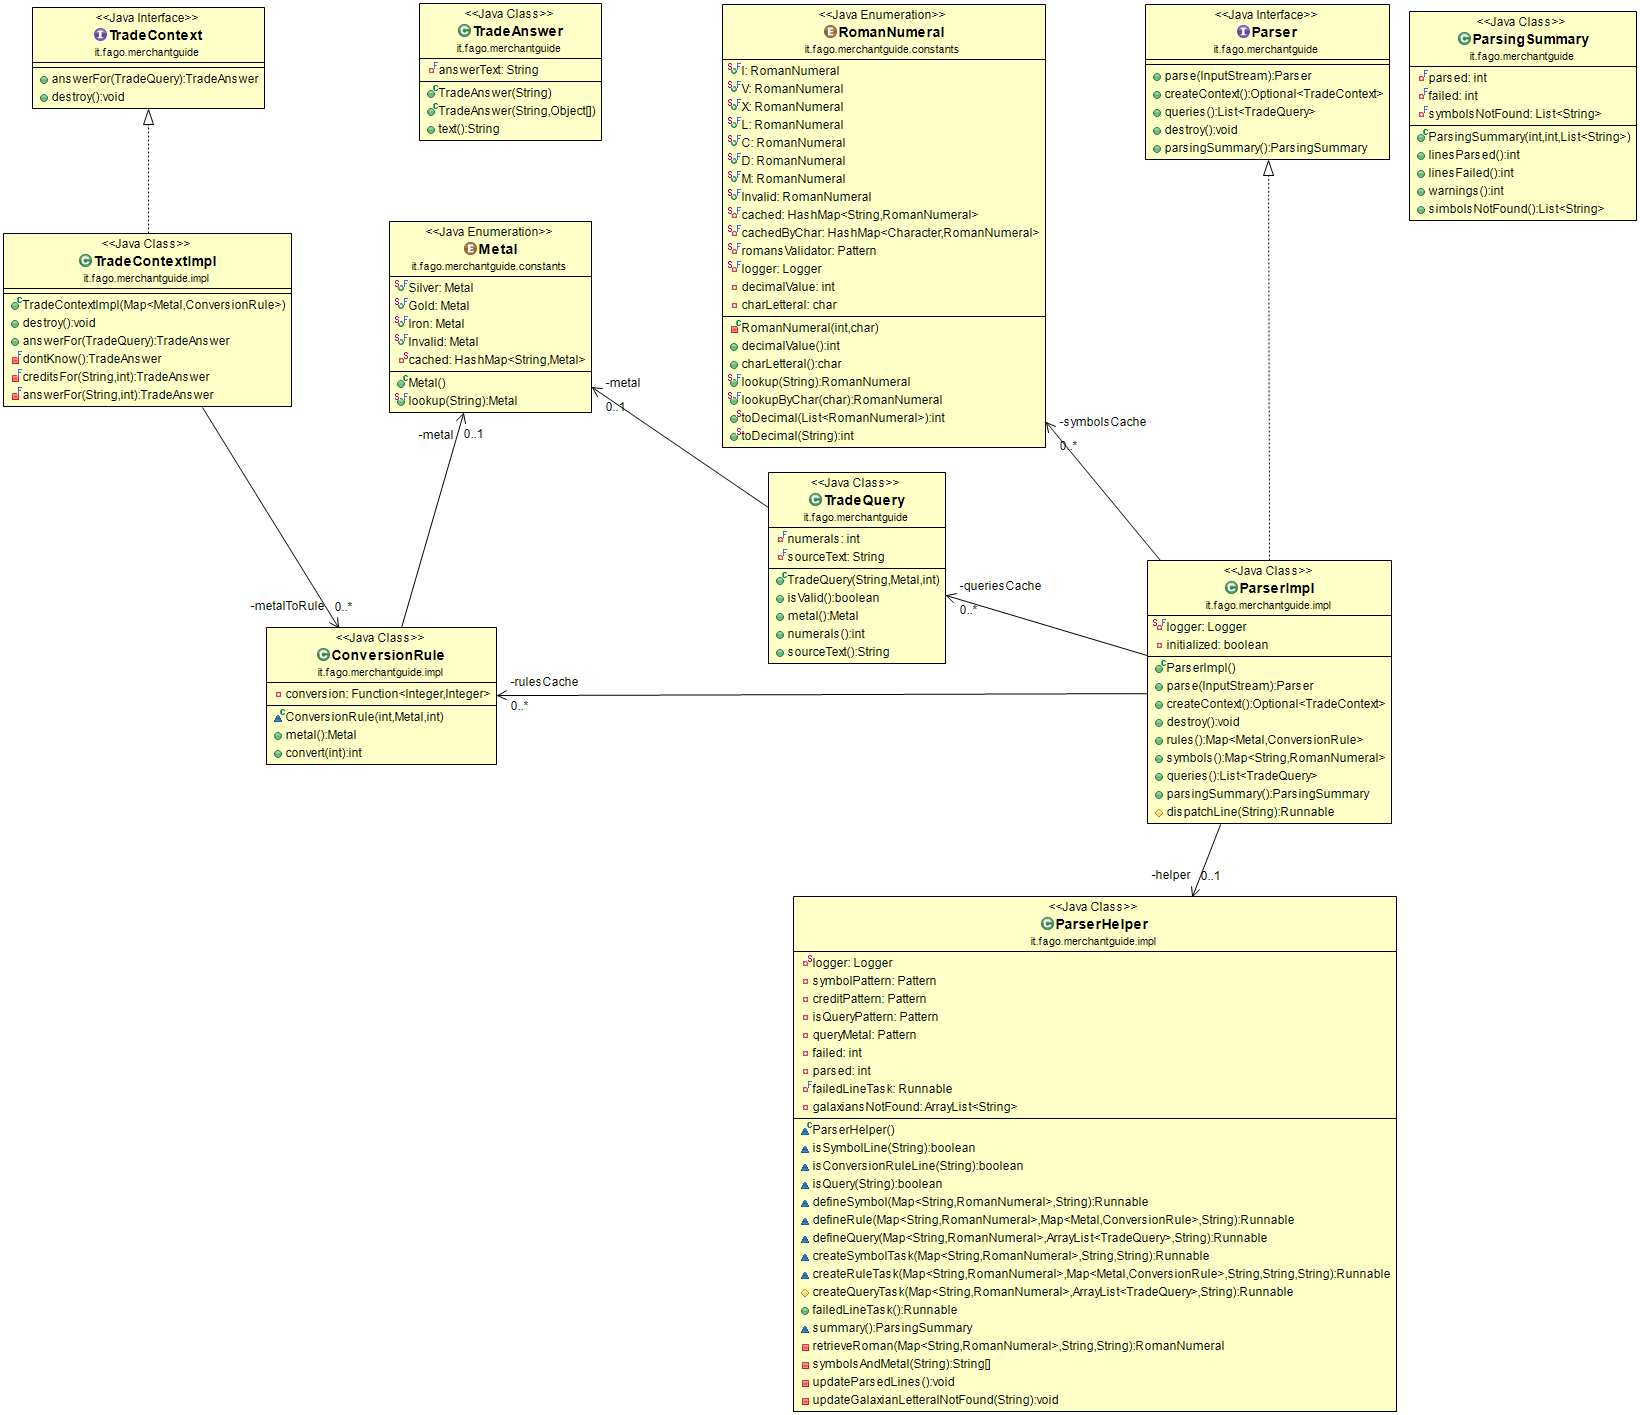 <<Java Interface>>
TradeContext
it.fago.merchantguide
answerFor(TradeQuery):TradeAnswer
destroy():void
<<Java Class>>
TradeAnswer
it.fago.merchantguide
answerText: String
TradeAnswer(String)
TradeAnswer(String,Object[])
text():String
<<Java Enumeration>>
RomanNumeral
it.fago.merchantguide.constants
I: RomanNumeral
V: RomanNumeral
X: RomanNumeral
L: RomanNumeral
C: RomanNumeral
D: RomanNumeral
M: RomanNumeral
Invalid: RomanNumeral
cached: HashMap<String,RomanNumeral>
cachedByChar: HashMap<Character,RomanNumeral>
romansValidator: Pattern
logger: Logger
decimalValue: int
charLetteral: char
RomanNumeral(int,char)
decimalValue():int
charLetteral():char
lookup(String):RomanNumeral
lookupByChar(char):RomanNumeral
toDecimal(List<RomanNumeral>):int
toDecimal(String):int
<<Java Interface>>
Parser
it.fago.merchantguide
parse(InputStream):Parser
createContext():Optional<TradeContext>
queries():List<TradeQuery>
destroy():void
parsingSummary():ParsingSummary
<<Java Class>>
ParsingSummary
it.fago.merchantguide
parsed: int
failed: int
symbolsNotFound: List<String>
ParsingSummary(int,int,List<String>)
linesParsed():int
linesFailed():int
warnings():int
simbolsNotFound():List<String>
<<Java Class>>
TradeContextImpl
it.fago.merchantguide.impl
TradeContextImpl(Map<Metal,ConversionRule>)
destroy():void
answerFor(TradeQuery):TradeAnswer
dontKnow():TradeAnswer
creditsFor(String,int):TradeAnswer
answerFor(String,int):TradeAnswer
<<Java Enumeration>>
Metal
it.fago.merchantguide.constants
Silver: Metal
Gold: Metal
Iron: Metal
Invalid: Metal
cached: HashMap<String,Metal>
Metal()
lookup(String):Metal
-metal
0..1
-metal
0..1
-symbolsCache
0..*
<<Java Class>>
TradeQuery
it.fago.merchantguide
numerals: int
sourceText: String
TradeQuery(String,Metal,int)
isValid():boolean
metal():Metal
numerals():int
sourceText():String
-queriesCache
0..*
<<Java Class>>
ParserImpl
it.fago.merchantguide.impl
logger: Logger
initialized: boolean
ParserImpl()
parse(InputStream):Parser
createContext():Optional<TradeContext>
destroy():void
rules():Map<Metal,ConversionRule>
symbols():Map<String,RomanNumeral>
queries():List<TradeQuery>
parsingSummary():ParsingSummary
dispatchLine(String):Runnable
-metalToRule
0..*
<<Java Class>>
ConversionRule
it.fago.merchantguide.impl
conversion: Function<Integer,Integer>
ConversionRule(int,Metal,int)
metal():Metal
convert(int):int
-rulesCache
0..*
-helper
0..1
<<Java Class>>
ParserHelper
it.fago.merchantguide.impl
logger: Logger
symbolPattern: Pattern
creditPattern: Pattern
isQueryPattern: Pattern
queryMetal: Pattern
failed: int
parsed: int
failedLineTask: Runnable
galaxiansNotFound: ArrayList<String>
ParserHelper()
isSymbolLine(String):boolean
isConversionRuleLine(String):boolean
isQuery(String):boolean
defineSymbol(Map<String,RomanNumeral>,String):Runnable
defineRule(Map<String,RomanNumeral>,Map<Metal,ConversionRule>,String):Runnable
defineQuery(Map<String,RomanNumeral>,ArrayList<TradeQuery>,String):Runnable
createSymbolTask(Map<String,RomanNumeral>,String,String):Runnable
createRuleTask(Map<String,RomanNumeral>,Map<Metal,ConversionRule>,String,String,String):Runnable
createQueryTask(Map<String,RomanNumeral>,ArrayList<TradeQuery>,String):Runnable
failedLineTask():Runnable
summary():ParsingSummary
retrieveRoman(Map<String,RomanNumeral>,String,String):RomanNumeral
symbolsAndMetal(String):String[]
updateParsedLines():void
updateGalaxianLetteralNotFound(String):void